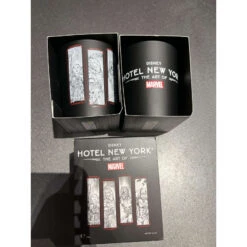 DISNEY
HOTEL NEW YORK
THE ART OF
MARVEL
DISNEY
HOTEL NEW YORK®
THE ART OF
MARVEL